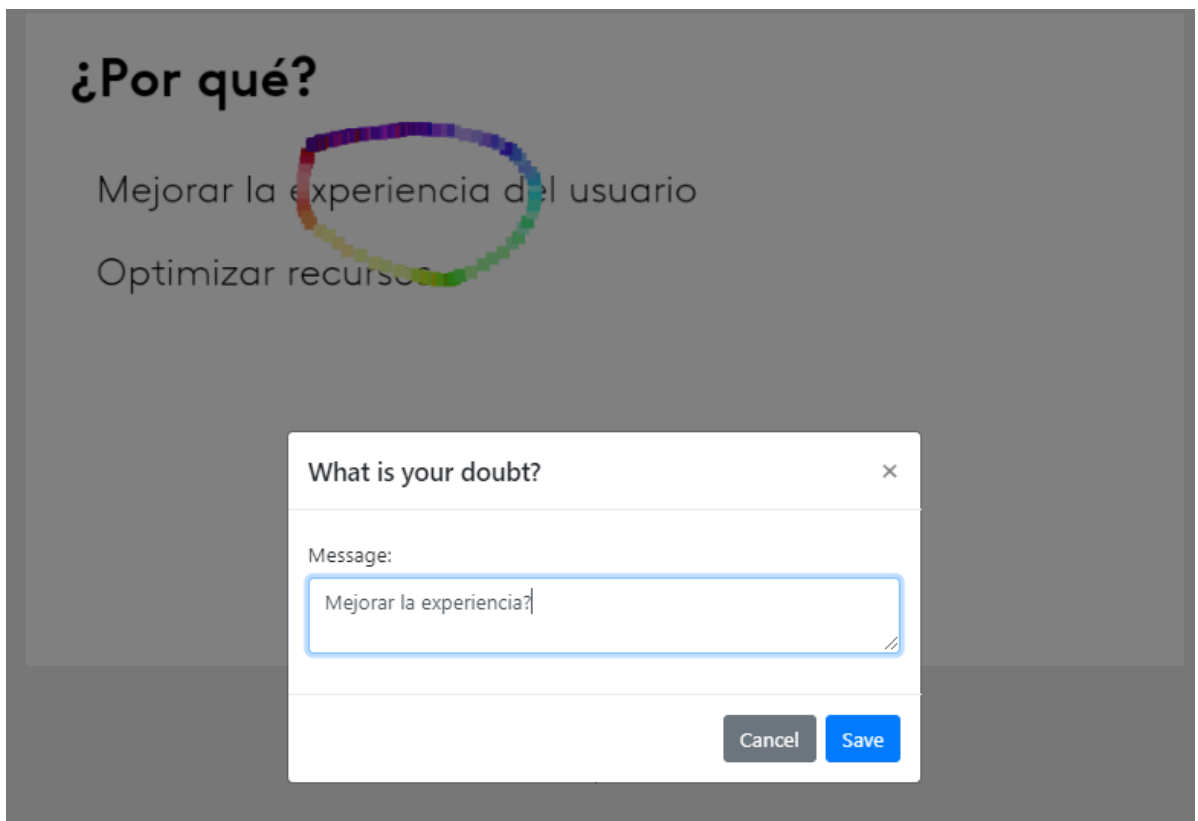 ¿Por qué?
Mejorar la experiencia del usuario
Optimizar recursos
What is your doubt?
×
Message:
Mejorar la experiencia?
Cancel
Save